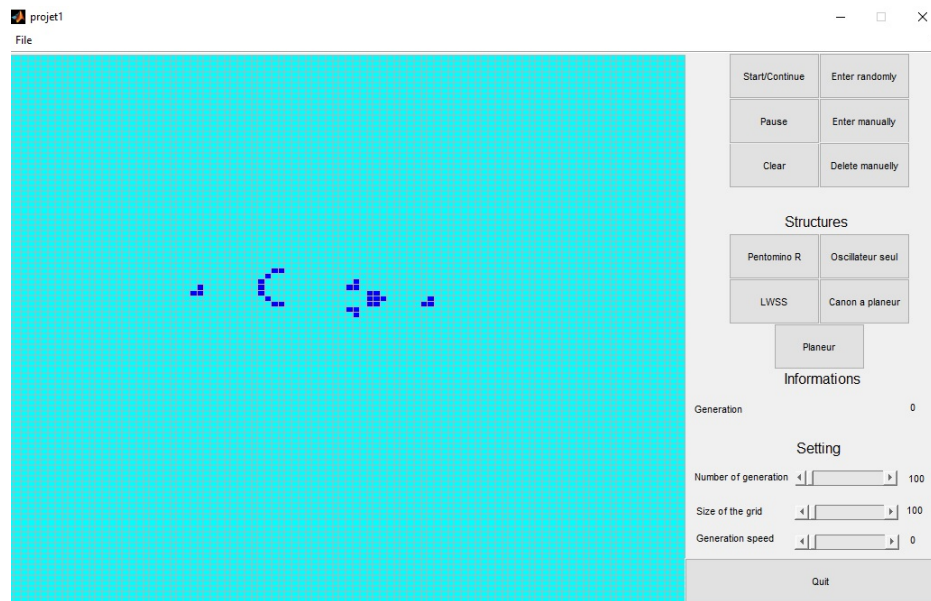 projet1
File
Start/Continue Enter randomly
Pause Enter manually
Clear Delete manuelly
Structures
Pentomino R Oscillateur seul
LWSS Canon a planeur
Planeur
Informations
Generation 0
Setting
Number of generation 100
Size of the grid 100
Generation speed 0
Quit